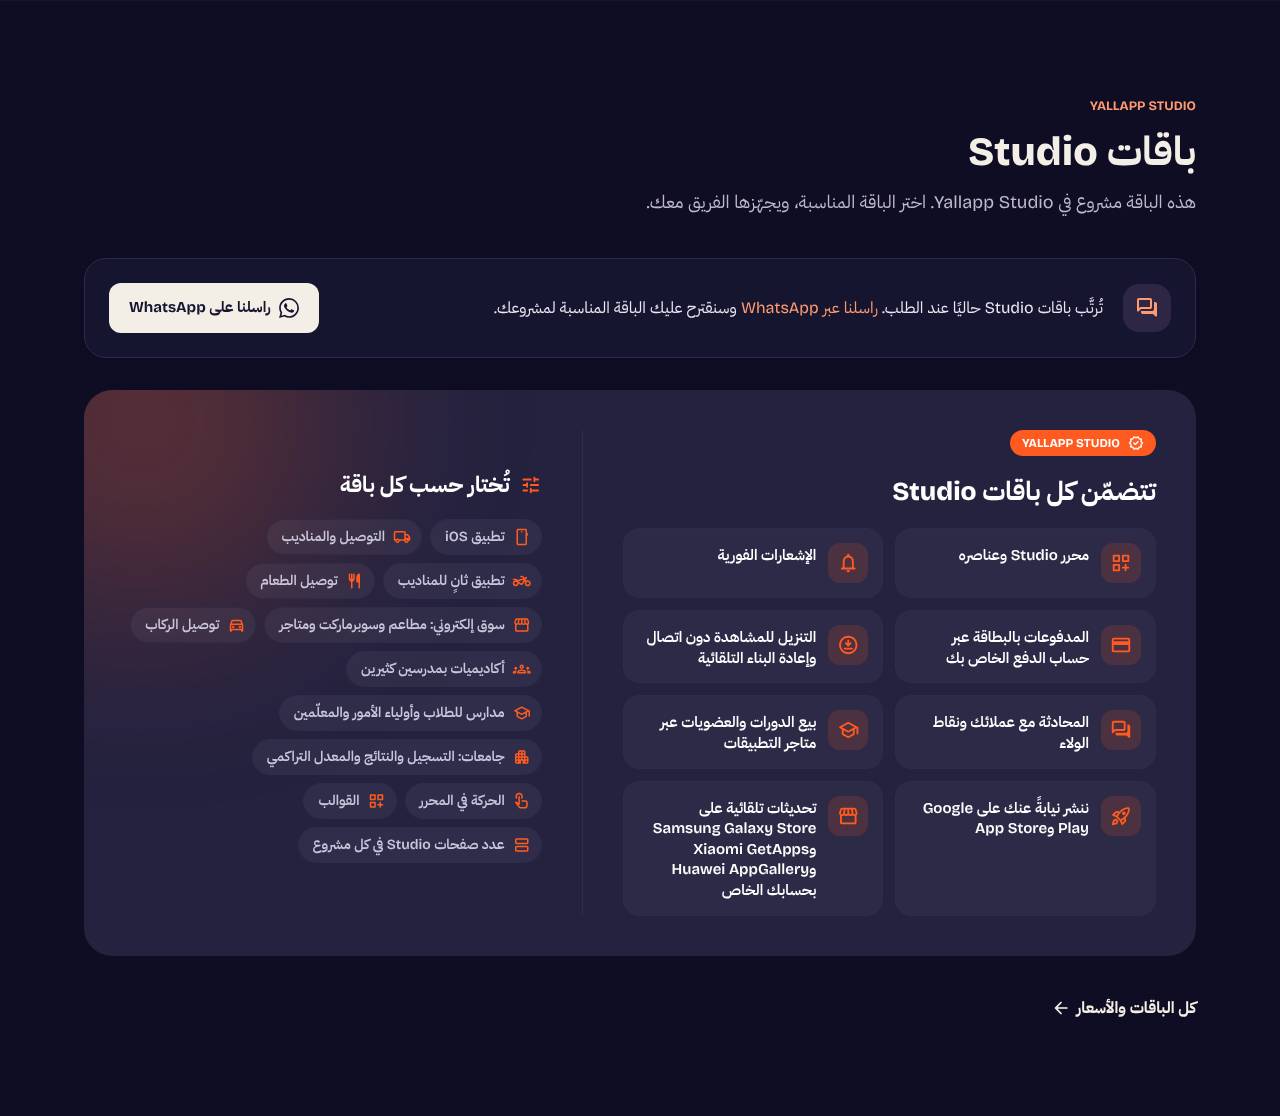 YALLAPP STUDIO
باقات Studio
هذه الباقة مشروع في Yallapp Studio. اختر الباقة المناسبة، ويجهّزها الفريق معك.
تُرتَّب باقات Studio حاليًا عند الطلب. راسلنا عبر WhatsApp وسنقترح عليك الباقة المناسبة لمشروعك.
راسلنا على WhatsApp
YALLAPP STUDIO
تتضمّن كل باقات Studio
محرر Studio وعناصره
الإشعارات الفورية
المدفوعات بالبطاقة عبر
حساب الدفع الخاص بك
التنزيل للمشاهدة دون اتصال
وإعادة البناء التلقائية
المحادثة مع عملائك ونقاط
الولاء
بيع الدورات والعضويات عبر
متاجر التطبيقات
ننشر نيابةً عنك على Google
Play وApp Store
تحديثات تلقائية على
Samsung Galaxy Store
وXiaomi GetApps
وHuawei AppGallery
بحسابك الخاص
تُختار حسب كل باقة
تطبيق iOS
التوصيل والمناديب
تطبيق ثانٍ للمناديب
توصيل الطعام
سوق إلكتروني: مطاعم وسوبرماركت ومتاجر
توصيل الركاب
أكاديميات بمدرسين كثيرين
مدارس للطلاب وأولياء الأمور والمعلّمين
جامعات: التسجيل والنتائج والمعدل التراكمي
الحركة في المحرر
القوالب
عدد صفحات Studio في كل مشروع
كل الباقات والأسعار ←